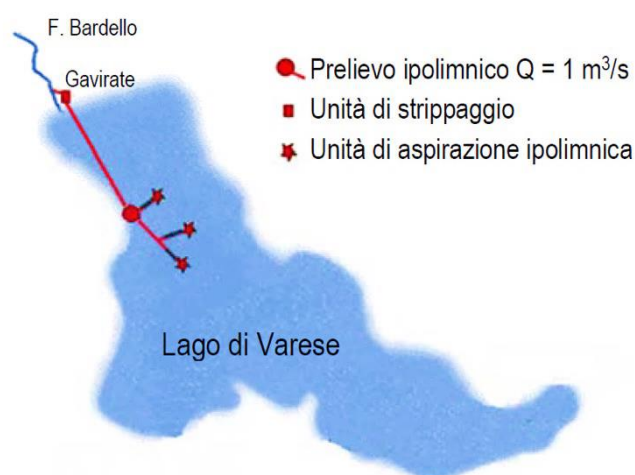 F. Bardello
Gavirate
Prelievo ipolimnico Q = 1 m³/s
Unità di strippaggio
Unità di aspirazione ipolimnica
Lago di Varese